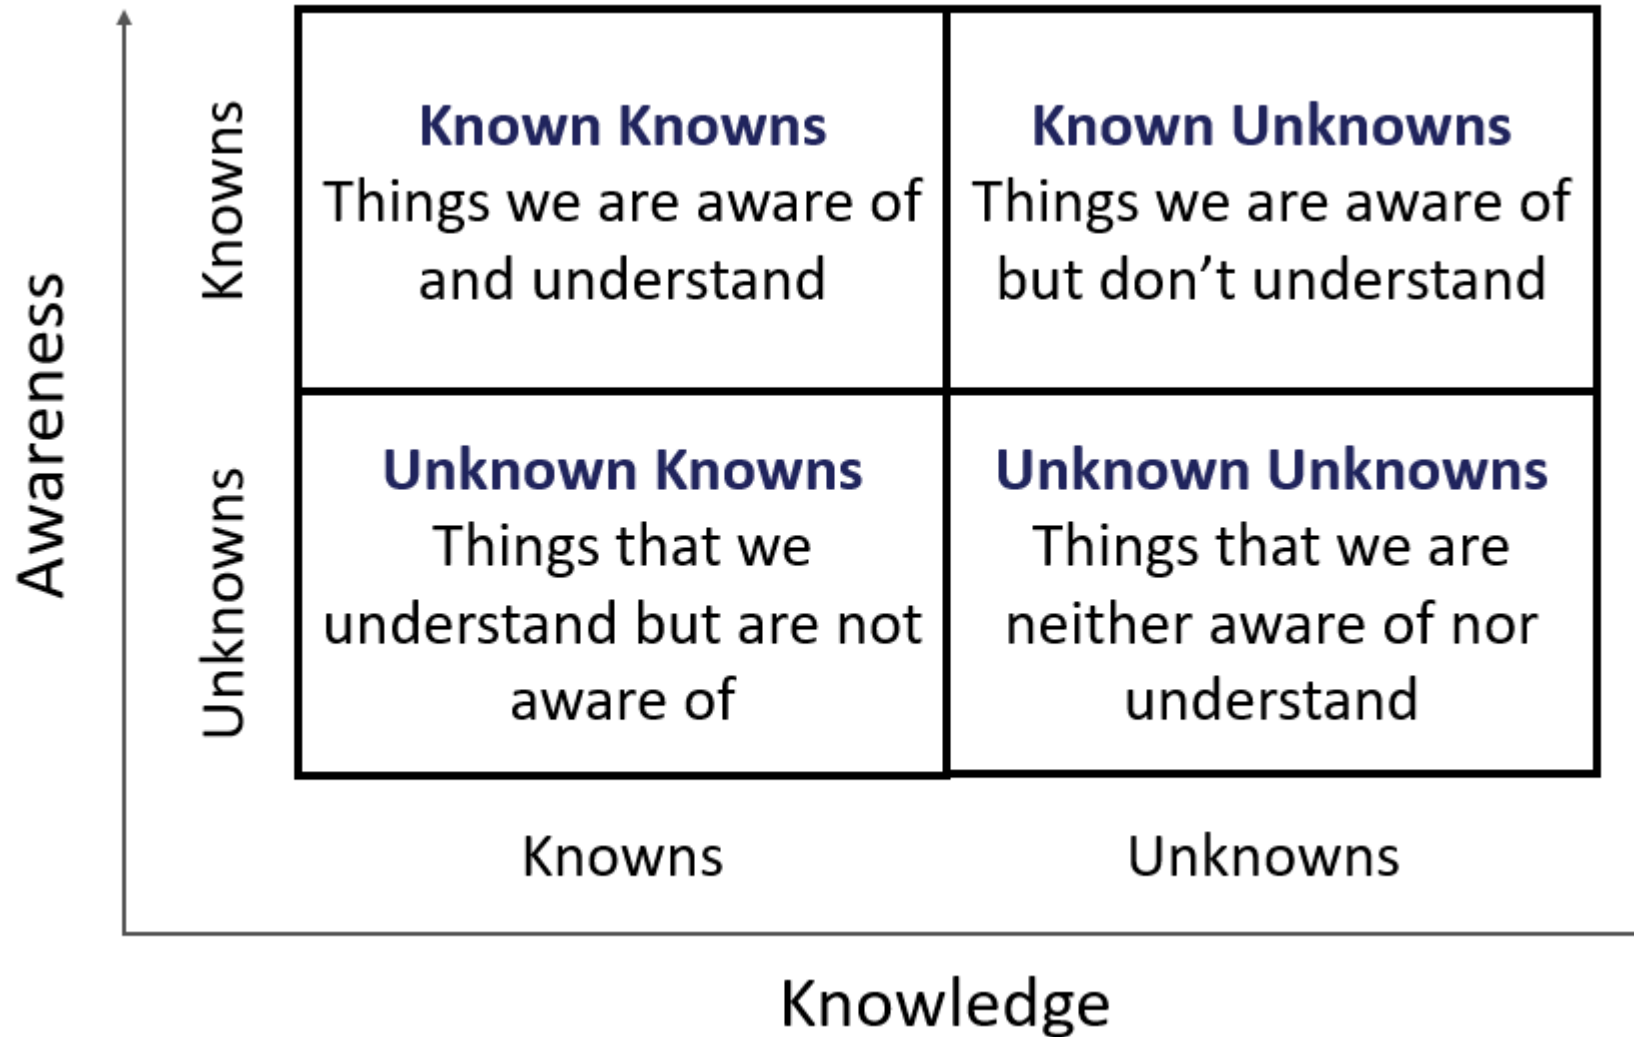 Awareness
Knowns
Known Knowns
Things we are aware of
and understand
Known Unknowns
Things we are aware of
but don’t understand
Unknowns
Unknown Knowns
Things that we
understand but are not
aware of
Unknown Unknowns
Things that we are
neither aware of nor
understand
Knowns
Unknowns
Knowledge